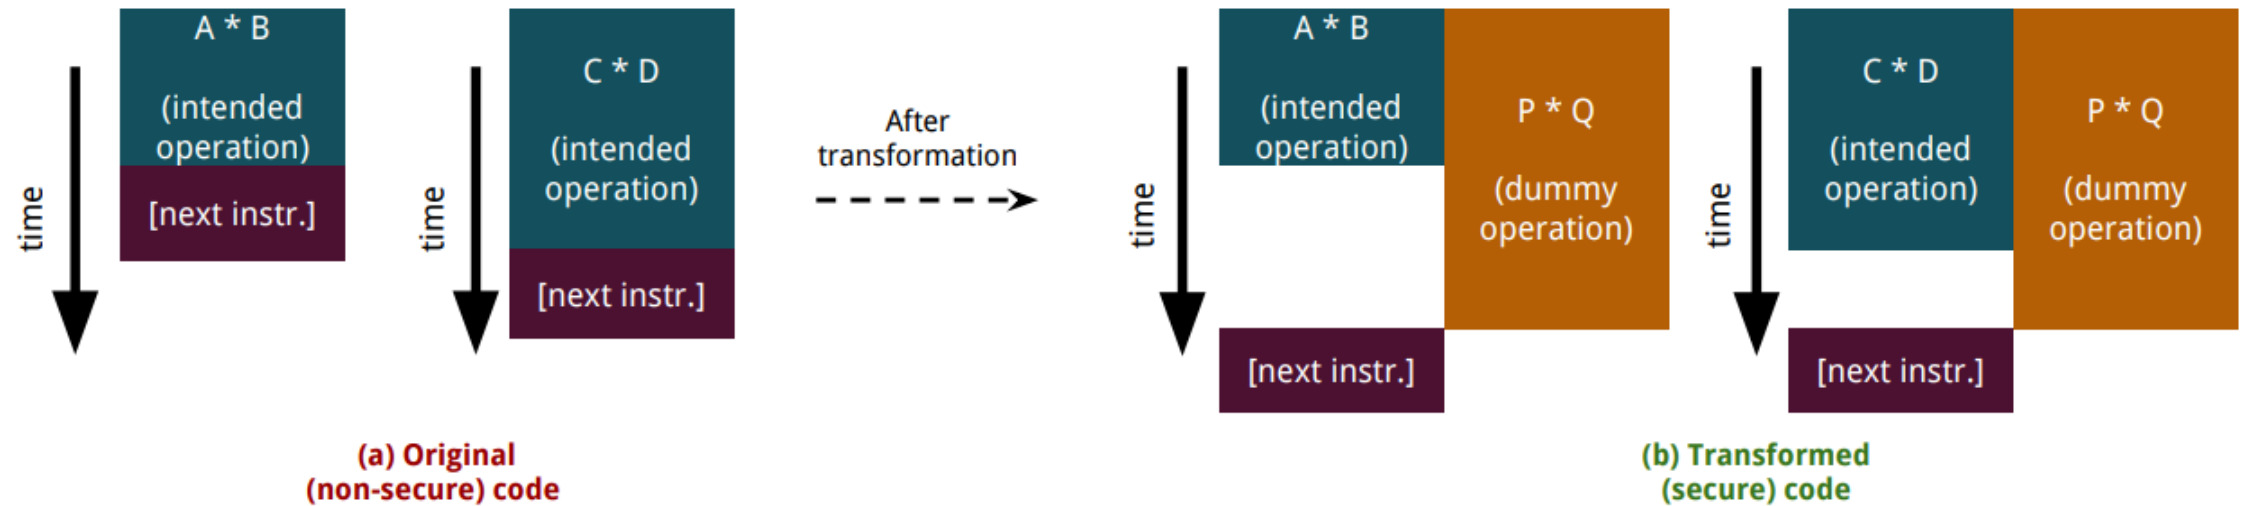 time
A * B
(intended
operation)
[next instr.]
time
C * D
(intended
operation)
[next instr.]
After
transformation
time
A * B
(intended
operation)
[next instr.]
P * Q
(dummy
operation)
time
C * D
(intended
operation)
[next instr.]
P * Q
(dummy
operation)
(a) Original
(non-secure) code
(b) Transformed
(secure) code